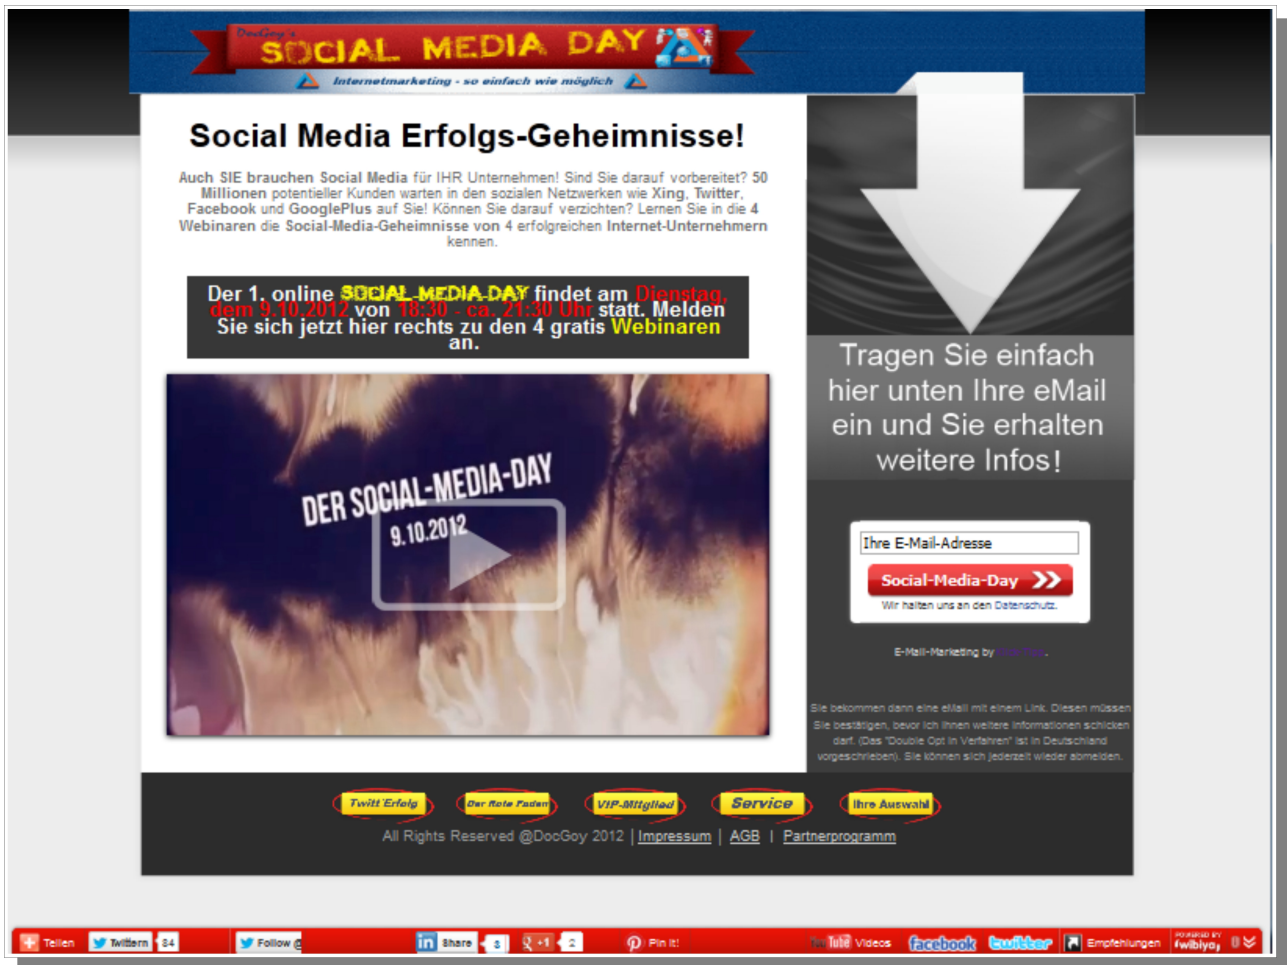 DocGoy's
SOCIAL MEDIA DAY
Internetmarketing - so einfach wie möglich
Social Media Erfolgs-Geheimnisse!
Auch SIE brauchen Social Media für IHR Unternehmen! Sind Sie darauf vorbereitet? 50
Millionen potentieller Kunden warten in den sozialen Netzwerken wie Xing, Twitter,
Facebook und GooglePlus auf Sie! Können Sie darauf verzichten? Lernen Sie in die 4
Webinaren die Social-Media-Geheimnisse von 4 erfolgreichen Internet-Unternehmern
kennen.
Der 1. online SOCIAL-MEDIA-DAY findet am Dienstag,
dem 9.10.2012 von 18:30 - ca. 21:30 Uhr statt. Melden
Sie sich jetzt hier rechts zu den 4 gratis Webinaren
an.
DER SOCIAL-MEDIA-DAY
9.10.2012
Tragen Sie einfach
hier unten Ihre eMail
ein und Sie erhalten
weitere Infos!
Ihre E-Mail-Adresse
Social-Media-Day
Wir halten uns an den Datenschutz.
E-Mail-Marketing by
Sie bekommen dann eine eMail mit einem Link. Diesen müssen
Sie bestätigen, bevor ich Ihnen weitere Informationen schicken
darf. (Das "Double Opt in Verfahren" ist in Deutschland
vorgeschrieben). Sie können sich jederzeit wieder abmelden.
Twitt Erfolg Der Rote Faden VIP-Mitglied Service Ihre Auswahl
All Rights Reserved @DocGoy 2012 | Impressum | AGB | Partnerprogramm
Teilen Twittern 84 Follow @ in Share 3 g +1 2 Pin it! YouTube Videos facebook twitter Empfehlungen POWERED BY wibiya 0